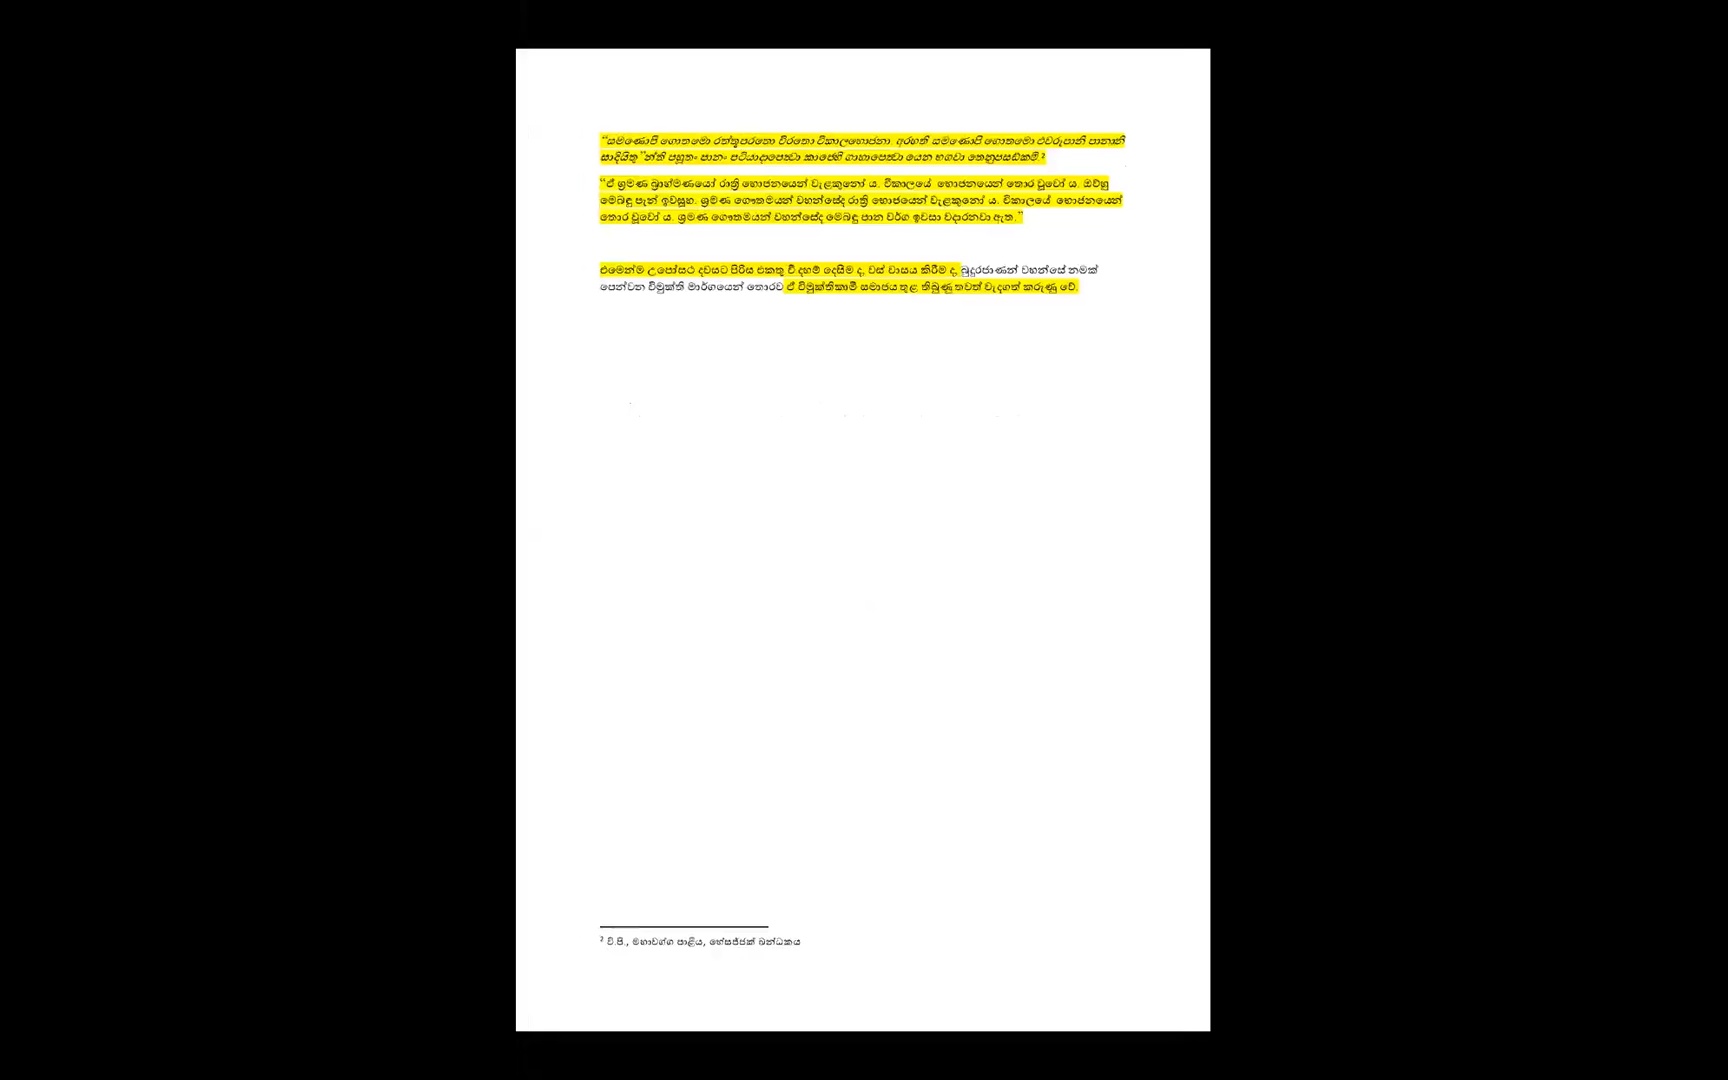 “සමණොපි ගොතමො රත්තූපරතො විරතො විකාලභොජනා. අරහති සමණොපි ගොතමො එවරූපානි පානානි
සාදියිතු”න්ති පහූතං පානං පටියාදාපෙත්‍වා කාජෙහි ගාහාපෙත්‍වා යෙන භගවා තෙනුපසඞ්කමි.²
“ඒ ශ්‍රමණ බ්‍රාහ්මණයෝ රාත්‍රි භොජනයෙන් වැළකුනෝ ය. විකාලයේ භොජනයෙන් තොර වූවෝ ය. ඔව්හු
මෙබඳු පැන් ඉවසූහ. ශ්‍රමණ ගෞතමයන් වහන්සේද රාත්‍රි භොජයෙන් වැළකුනෝ ය. විකාලයේ භොජනයෙන්
තොර වූවෝ ය. ශ්‍රමණ ගෞතමයන් වහන්සේද මෙබඳු පාන වර්ග ඉවසා වදාරනවා ඇත.”
එමෙන්ම උපෝසථ දවසට පිරිස එකතු වී දහම් දෙසීම ද, වස් වාසය කිරීම ද, බුදුරජාණන් වහන්සේ නමක්
පෙන්වන විමුක්ති මාර්ගයෙන් තොරව ඒ විමුක්තිකාමී සමාජය තුළ තිබුණු තවත් වැදගත් කරුණු වේ.
² වි.පි., මහාවග්ග පාළිය, භේසජ්ජක් ඛන්ධකය